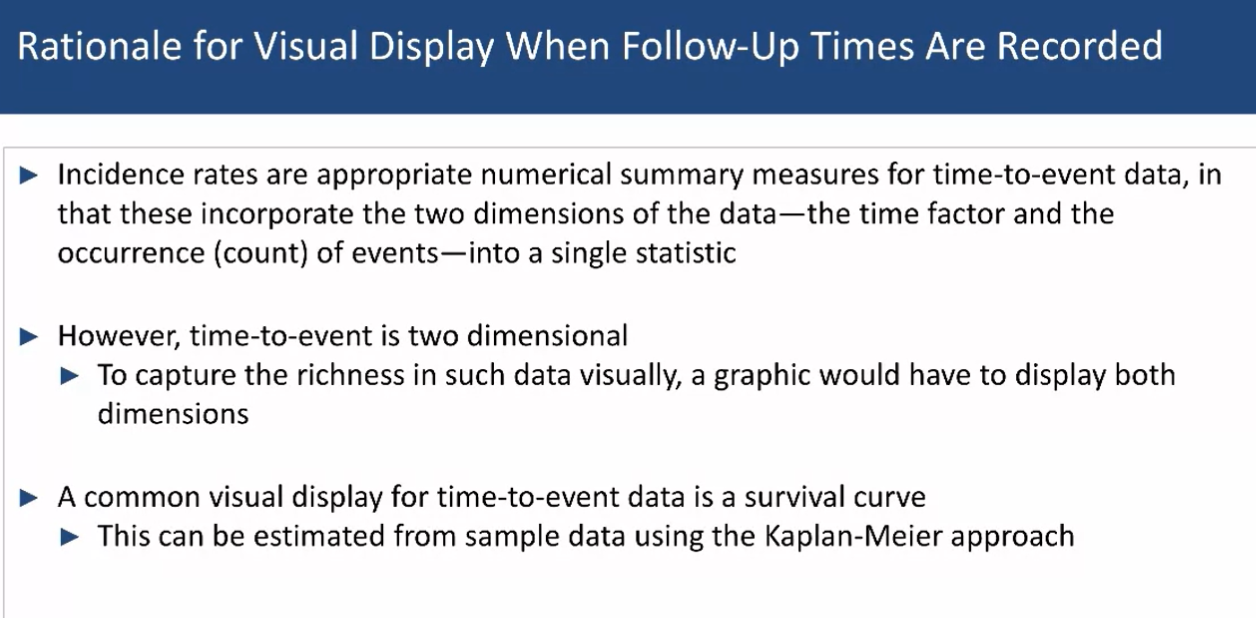 Rationale for Visual Display When Follow-Up Times Are Recorded
► Incidence rates are appropriate numerical summary measures for time-to-event data, in
that these incorporate the two dimensions of the data—the time factor and the
occurrence (count) of events—into a single statistic
► However, time-to-event is two dimensional
► To capture the richness in such data visually, a graphic would have to display both
dimensions
► A common visual display for time-to-event data is a survival curve
► This can be estimated from sample data using the Kaplan-Meier approach